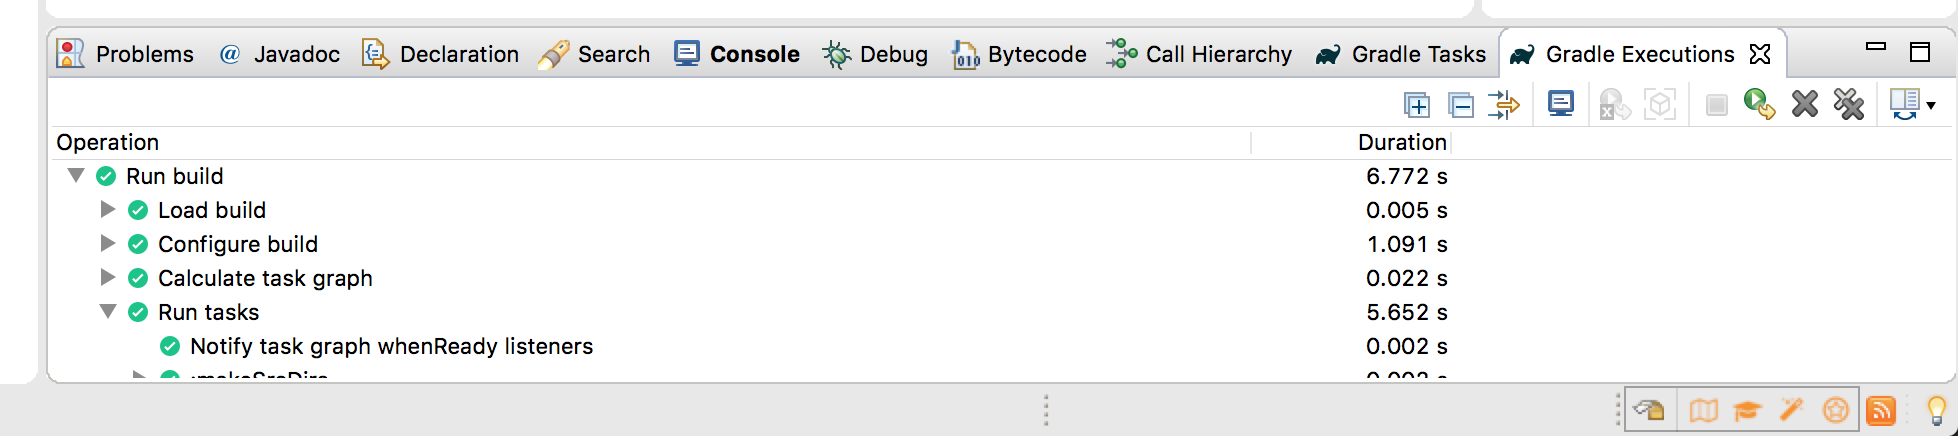 Problems @ Javadoc Declaration Search Console Debug 010 Bytecode Call Hierarchy Gradle Tasks Gradle Executions
Operation Duration
Run build 6.772 s
Load build 0.005 s
Configure build 1.091 s
Calculate task graph 0.022 s
Run tasks 5.652 s
Notify task graph whenReady listeners 0.002 s